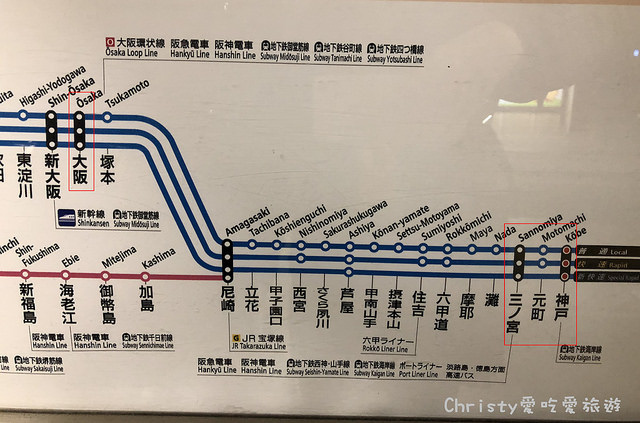 大阪環状線 阪急電車 阪神電車 地下鉄御堂筋線 地下鉄谷町線 地下鉄四つ橋線
Osaka Loop Line Hankyū Line Hanshin Line Subway Midōsuji Line Subway Tanimachi Line Subway Yotsubashi Line
Higashi-Yodogawa
Shin-Ōsaka
Ōsaka
Tsukamoto
東淀川
新大阪
大阪
塚本
新幹線 地下鉄御堂筋線
Shinkansen Subway Midōsuji Line
Amagasaki
Tachibana
Kōshienguchi
Nishinomiya
Sakurashukugawa
Ashiya
Kōnan-yamate
Settsu-Motoyama
Sumiyoshi
Rokkōmichi
Maya
Nada
Sannomiya
Motomachi
Kōbe
普通 Local
快速 Rapid
新快速 Special Rapid
尼崎
立花
甲子園口
西宮
さくら夙川
芦屋
甲南山手
摂津本山
住吉
六甲道
摩耶
灘
三ノ宮
元町
神戸
Shin-Fukushima
Ebie
Mitejima
Kashima
新福島
海老江
御幣島
加島
阪神電車 阪神電車 地下鉄千日前線
Hanshin Line Hanshin Line Subway Sennichimae Line
地下鉄堺筋線
Subway Sakaisuji Line
G JR宝塚線
JR Takarazuka Line
六甲ライナー
Rokkō Liner Line
地下鉄海岸線
Subway Kaigan Line
阪急電車 阪神電車 地下鉄西神・山手線 地下鉄海岸線 ポートライナー 淡路島・徳島方面
Hankyū Line Hanshin Line Subway Seishin-Yamate Line Subway Kaigan Line Port Liner Line 高速バス
Christy愛吃愛旅遊